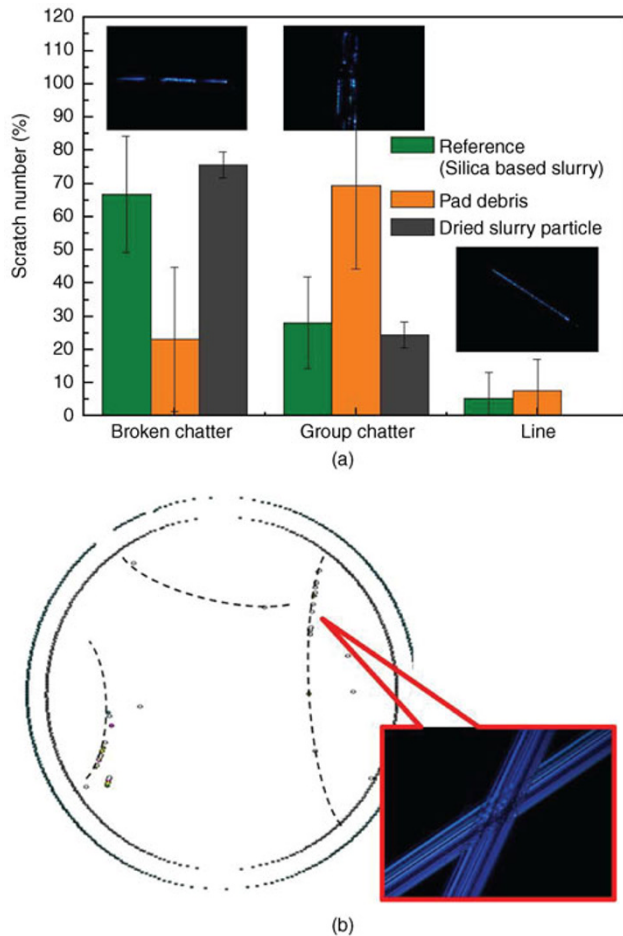 (a)
120
110
100
90
80
70
60
50
40
30
20
10
0
Scratch number (%)
Reference
(Silica based slurry)
Pad debris
Dried slurry particle
Broken chatter
Group chatter
Line
(a)
(b)